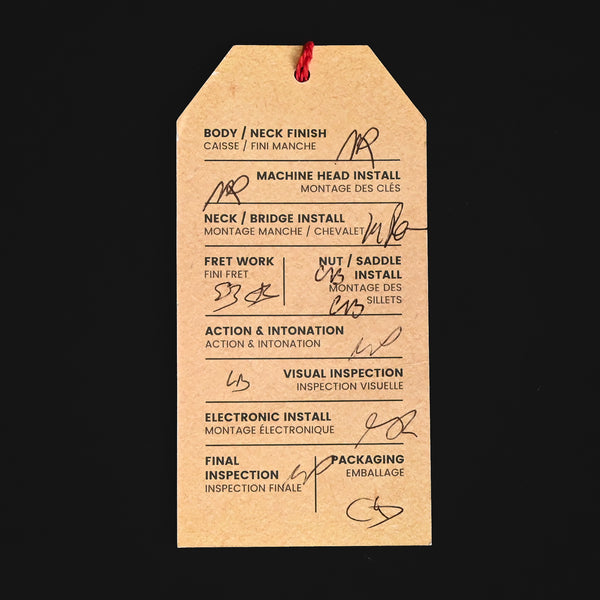 BODY / NECK FINISH
CAISSE / FINI MANCHE
MACHINE HEAD INSTALL
MONTAGE DES CLÉS
NECK / BRIDGE INSTALL
MONTAGE MANCHE / CHEVALET
FRET WORK
FINI FRET
NUT / SADDLE
INSTALL
MONTAGE DES
SILLETS
ACTION & INTONATION
ACTION & INTONATION
VISUAL INSPECTION
INSPECTION VISUELLE
ELECTRONIC INSTALL
MONTAGE ÉLECTRONIQUE
FINAL
INSPECTION
INSPECTION FINALE
PACKAGING
EMBALLAGE